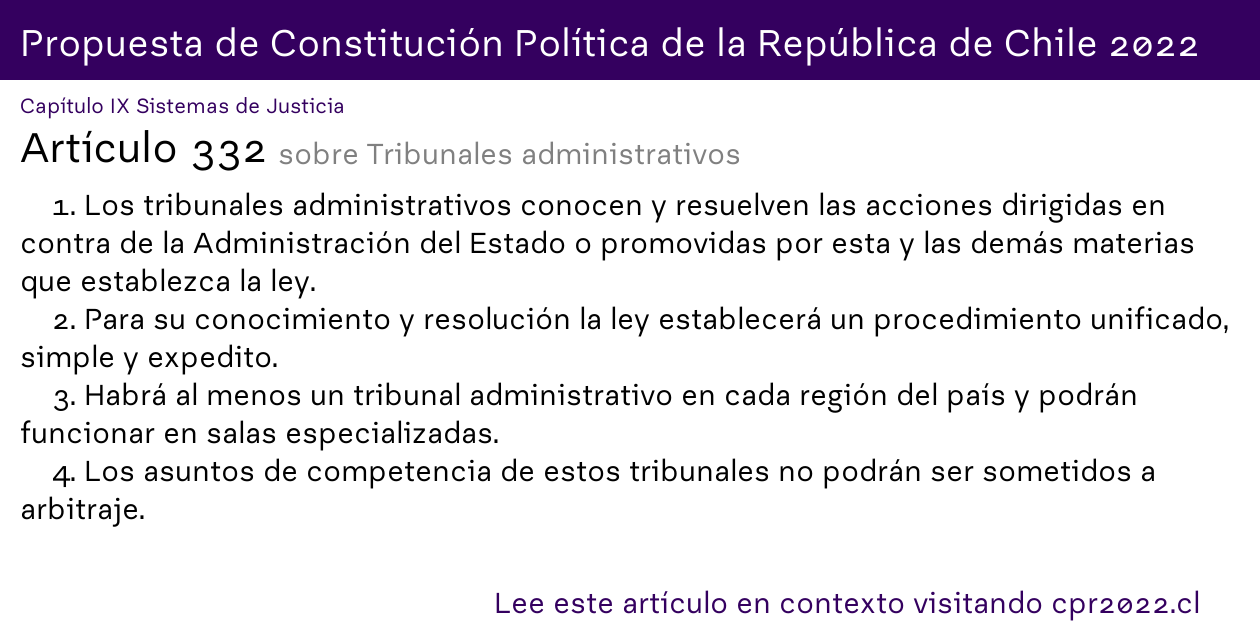 Propuesta de Constitución Política de la República de Chile 2022
Capítulo IX Sistemas de Justicia
Artículo 332 sobre Tribunales administrativos
1. Los tribunales administrativos conocen y resuelven las acciones dirigidas en
contra de la Administración del Estado o promovidas por esta y las demás materias
que establezca la ley.
2. Para su conocimiento y resolución la ley establecerá un procedimiento unificado,
simple y expedito.
3. Habrá al menos un tribunal administrativo en cada región del país y podrán
funcionar en salas especializadas.
4. Los asuntos de competencia de estos tribunales no podrán ser sometidos a
arbitraje.
Lee este artículo en contexto visitando cpr2022.cl